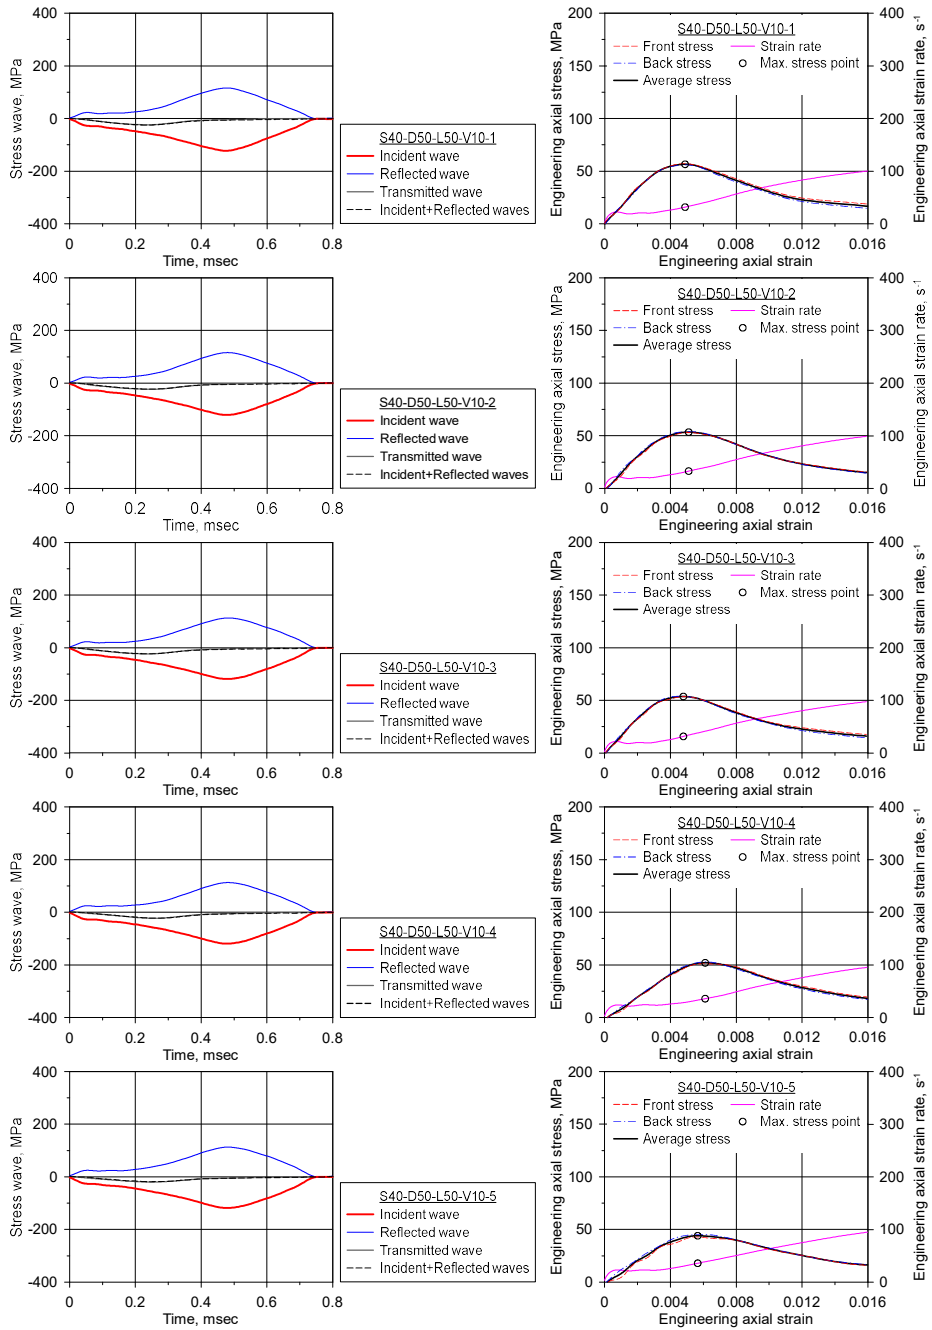 400
200
0
-200
-400
Stress wave, MPa
0
0.2
0.4
0.6
0.8
Time, msec
S40-D50-L50-V10-1
Incident wave
Reflected wave
Transmitted wave
Incident+Reflected waves
200
150
100
50
0
Engineering axial stress, MPa
S40-D50-L50-V10-1
Front stress
Strain rate
Back stress
Max. stress point
Average stress
400
300
200
100
0
Engineering axial strain rate, s-1
0
0.004
0.008
0.012
0.016
Engineering axial strain
400
200
0
-200
-400
Stress wave, MPa
0
0.2
0.4
0.6
0.8
Time, msec
S40-D50-L50-V10-2
Incident wave
Reflected wave
Transmitted wave
Incident+Reflected waves
200
150
100
50
0
Engineering axial stress, MPa
S40-D50-L50-V10-2
Front stress
Strain rate
Back stress
Max. stress point
Average stress
400
300
200
100
0
Engineering axial strain rate, s-1
0
0.004
0.008
0.012
0.016
Engineering axial strain
400
200
0
-200
-400
Stress wave, MPa
0
0.2
0.4
0.6
0.8
Time, msec
S40-D50-L50-V10-3
Incident wave
Reflected wave
Transmitted wave
Incident+Reflected waves
200
150
100
50
0
Engineering axial stress, MPa
S40-D50-L50-V10-3
Front stress
Strain rate
Back stress
Max. stress point
Average stress
400
300
200
100
0
Engineering axial strain rate, s-1
0
0.004
0.008
0.012
0.016
Engineering axial strain
400
200
0
-200
-400
Stress wave, MPa
0
0.2
0.4
0.6
0.8
Time, msec
S40-D50-L50-V10-4
Incident wave
Reflected wave
Transmitted wave
Incident+Reflected waves
200
150
100
50
0
Engineering axial stress, MPa
S40-D50-L50-V10-4
Front stress
Strain rate
Back stress
Max. stress point
Average stress
400
300
200
100
0
Engineering axial strain rate, s-1
0
0.004
0.008
0.012
0.016
Engineering axial strain
400
200
0
-200
-400
Stress wave, MPa
0
0.2
0.4
0.6
0.8
Time, msec
S40-D50-L50-V10-5
Incident wave
Reflected wave
Transmitted wave
Incident+Reflected waves
200
150
100
50
0
Engineering axial stress, MPa
S40-D50-L50-V10-5
Front stress
Strain rate
Back stress
Max. stress point
Average stress
400
300
200
100
0
Engineering axial strain rate, s-1
0
0.004
0.008
0.012
0.016
Engineering axial strain